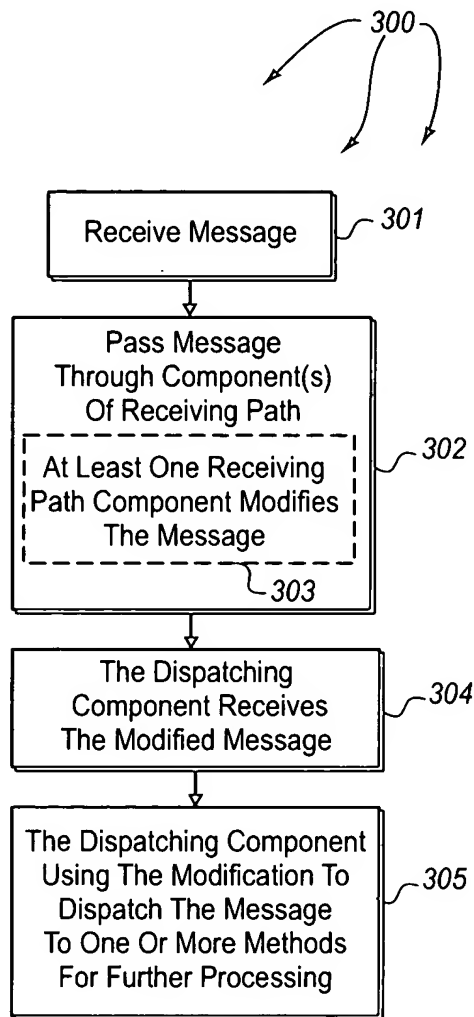 300
Receive Message
301
Pass Message
Through Component(s)
Of Receiving Path
302
At Least One Receiving
Path Component Modifies
The Message
303
The Dispatching
Component Receives
The Modified Message
304
The Dispatching Component
Using The Modification To
Dispatch The Message
To One Or More Methods
For Further Processing
305